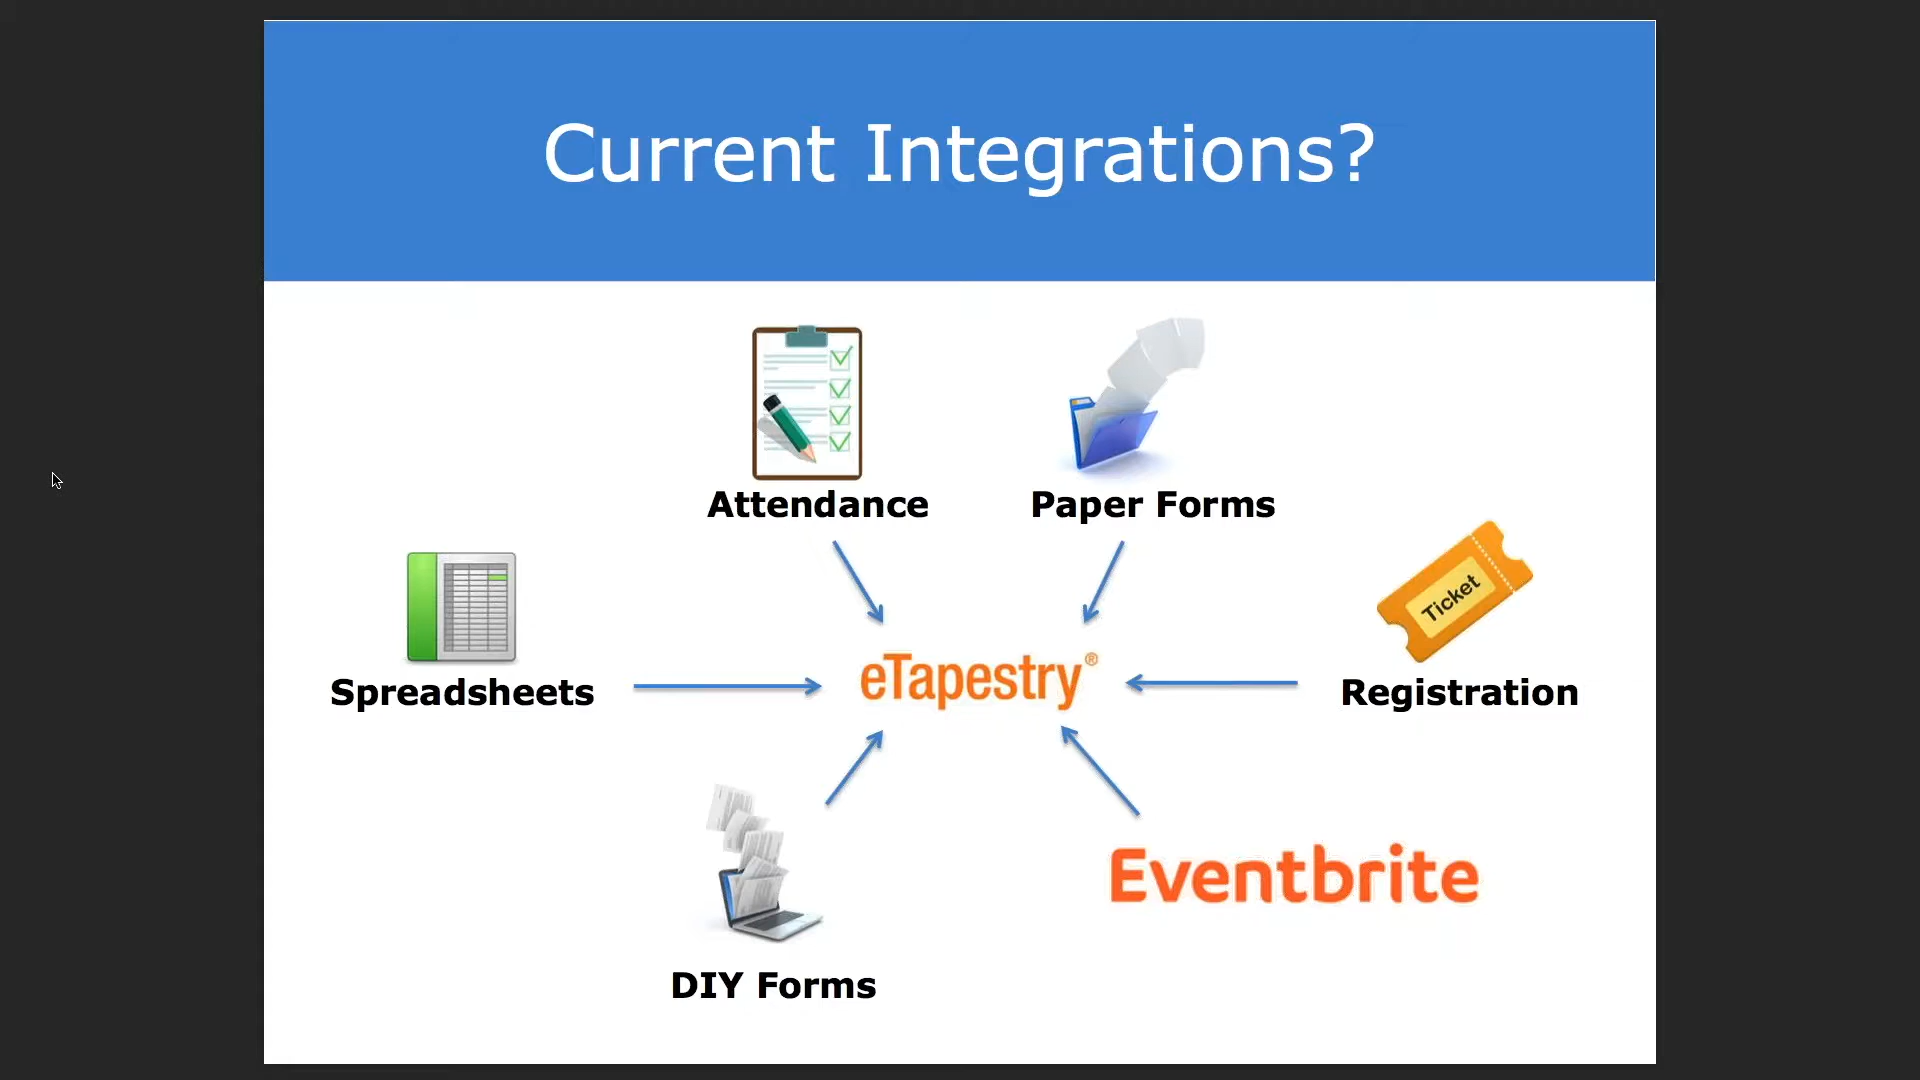 Current Integrations?
Attendance
Paper Forms
Ticket
Spreadsheets
eTapestry®
Registration
Eventbrite
DIY Forms